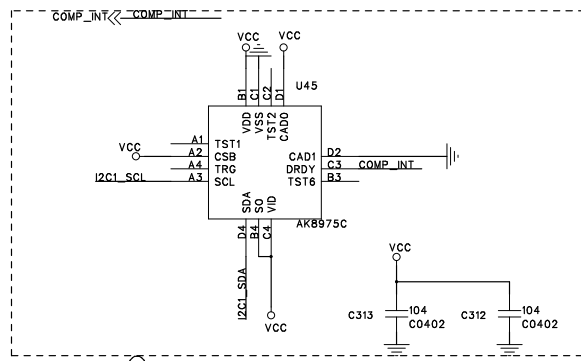 COMP_INT COMP_INT
VCC VCC
U45
B1 C1 C2 D1
VDD VSS TST2 CAD0
A1 TST1
VCC A2 CSB CAD1 D2
A4 TRG DRDY C3 COMP_INT
I2C1_SCL A3 SCL TST6 B3
SDA SO VID
D4 B4 C4
AK8975C
I2C1_SDA
VCC
VCC
C313 104 C312 104
C0402 C0402